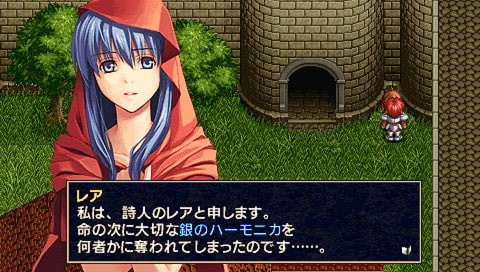 レア
私は、詩人のレアと申します。
命の次に大切な銀のハーモニカを
何者かに奪われてしまったのです……。